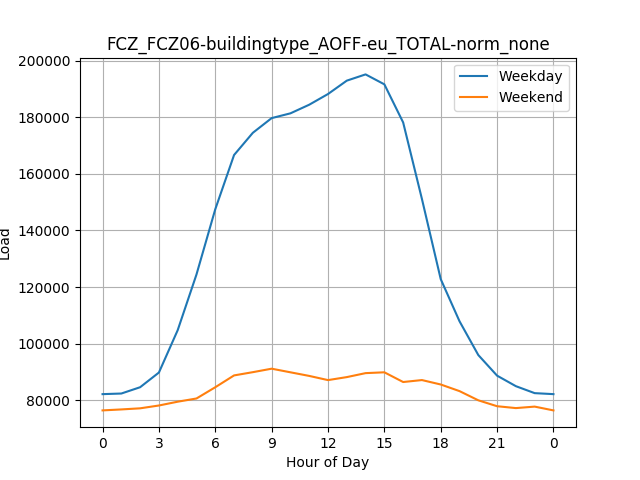 FCZ_FCZ06-buildingtype_AOFF-eu_TOTAL-norm_none
200000
180000
160000
140000
120000
100000
80000
Load
Weekday
Weekend
0 3 6 9 12 15 18 21 0
Hour of Day